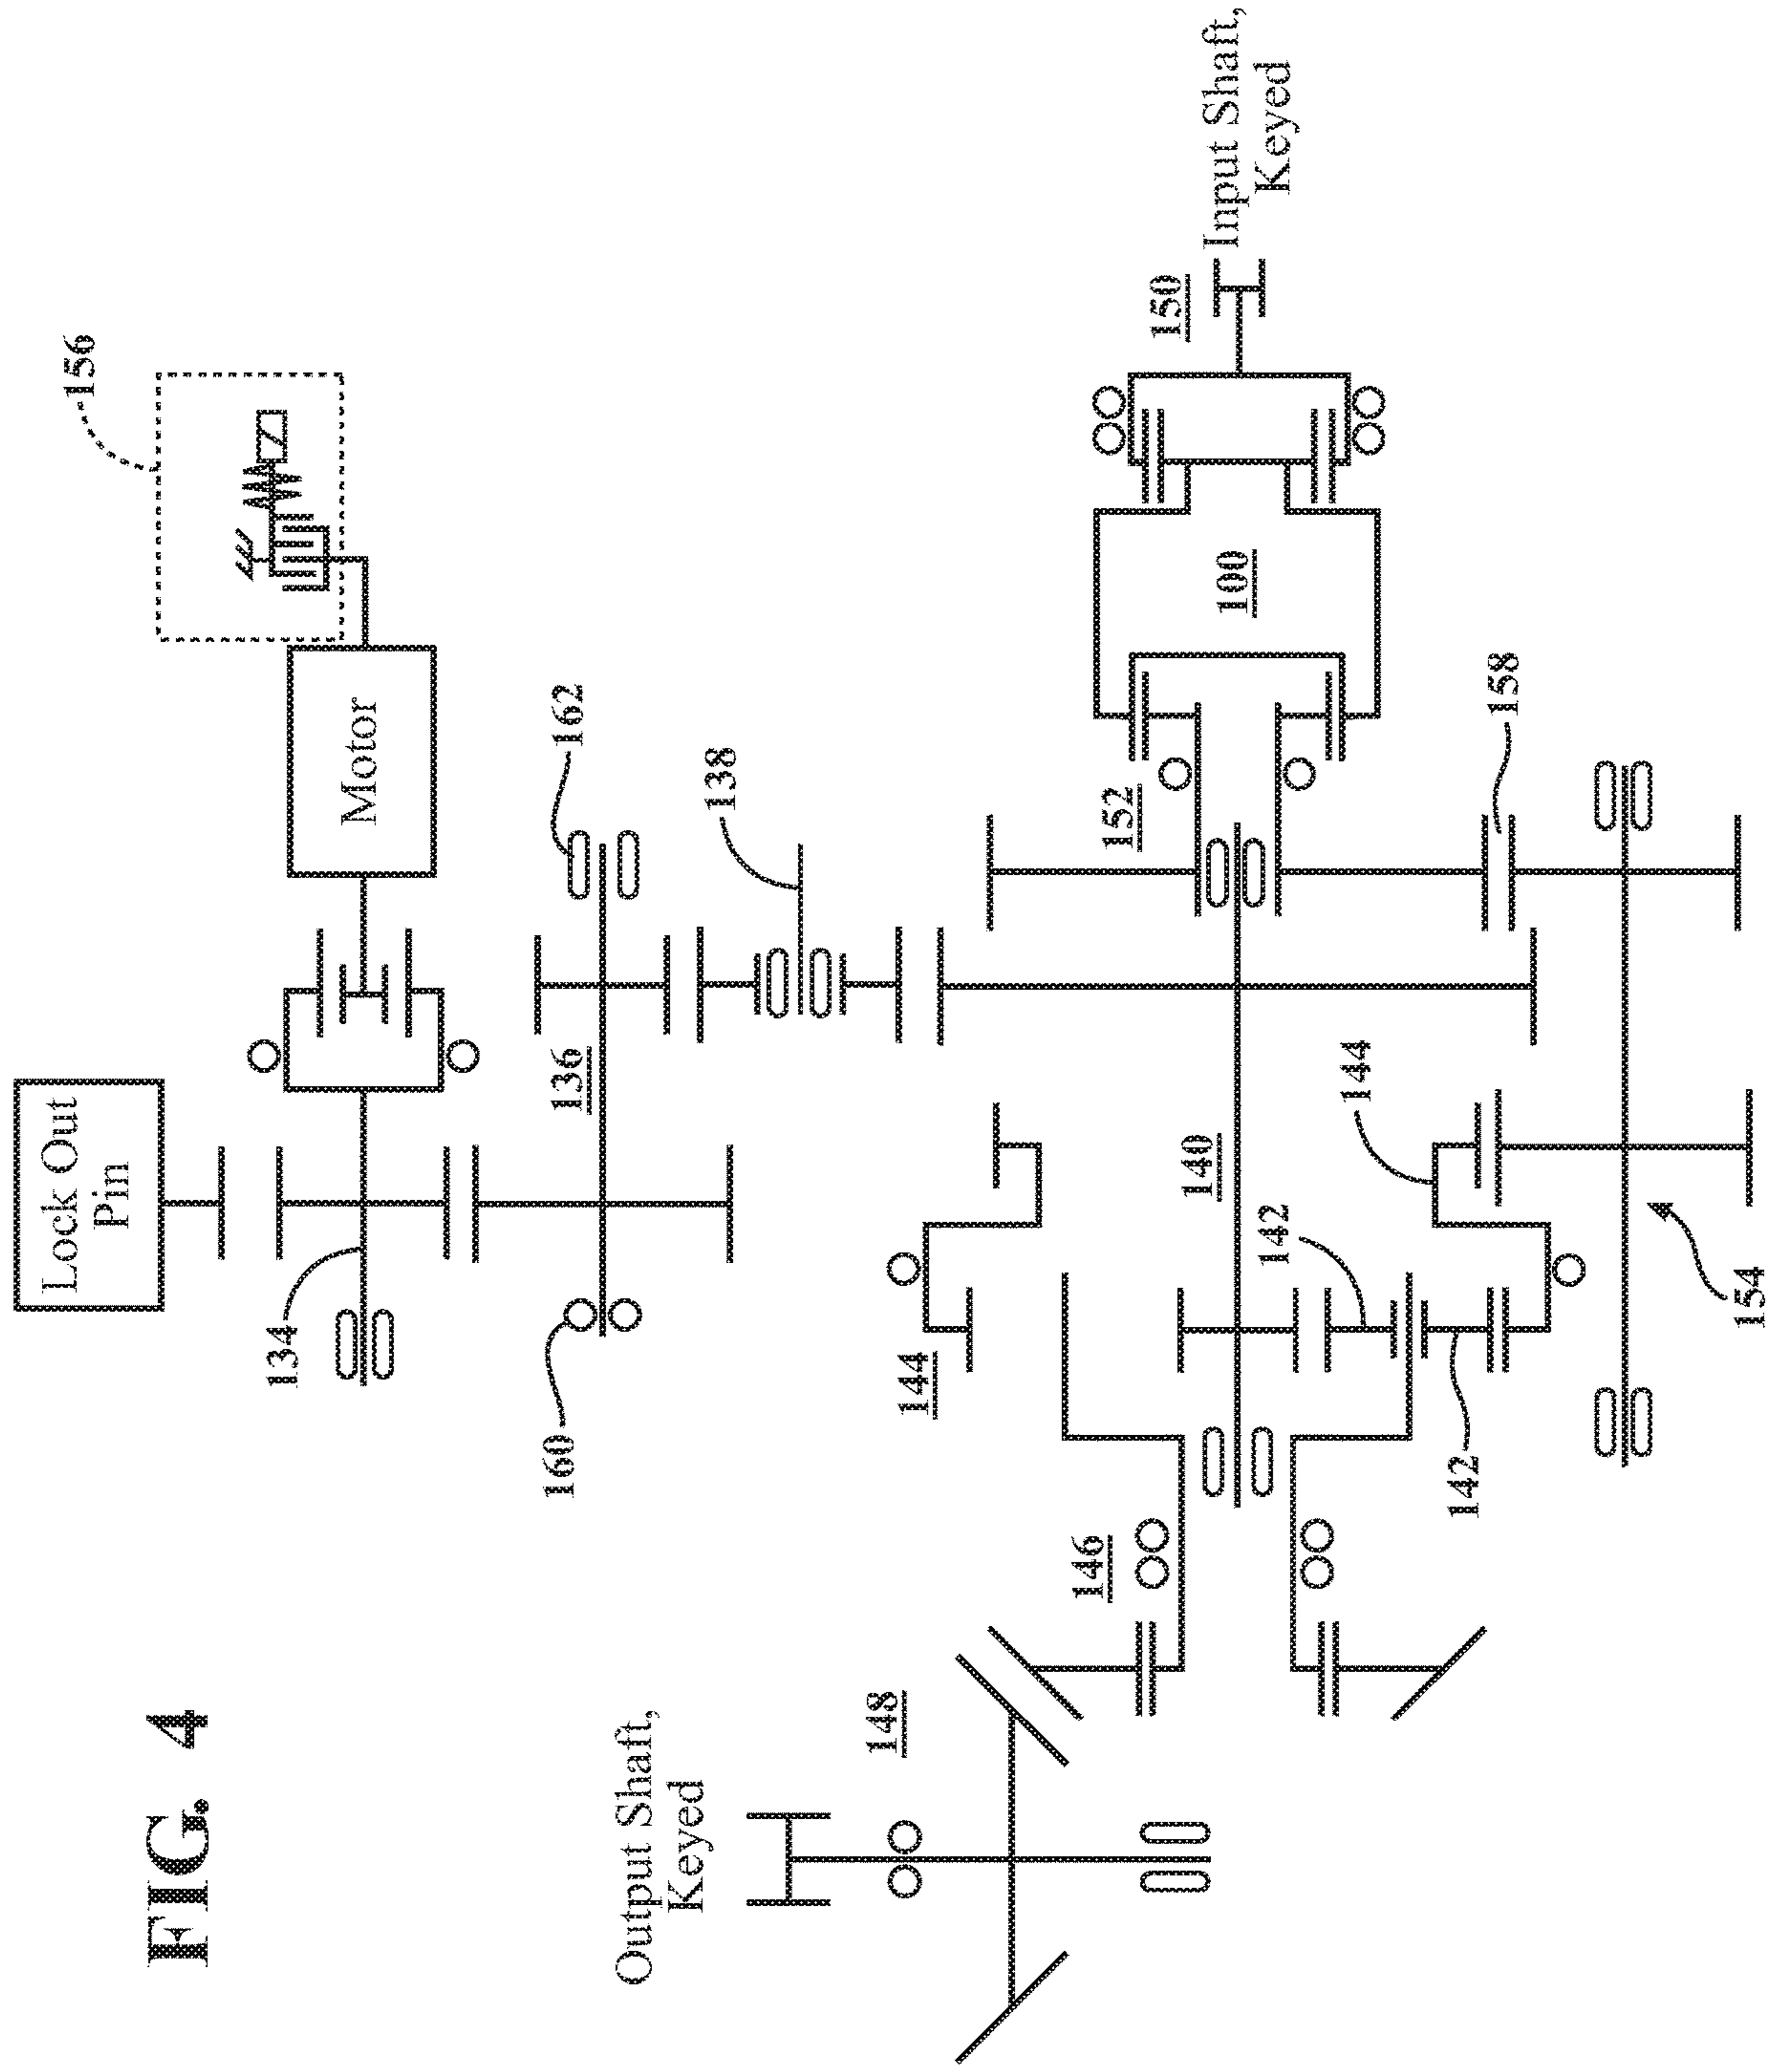 FIG. 4
Lock Out
Pin
134
Motor
156
160
136
162
138
Output Shaft,
Keyed
148
144
146
142
142
140
144
152
158
154
100
150
Input Shaft,
Keyed